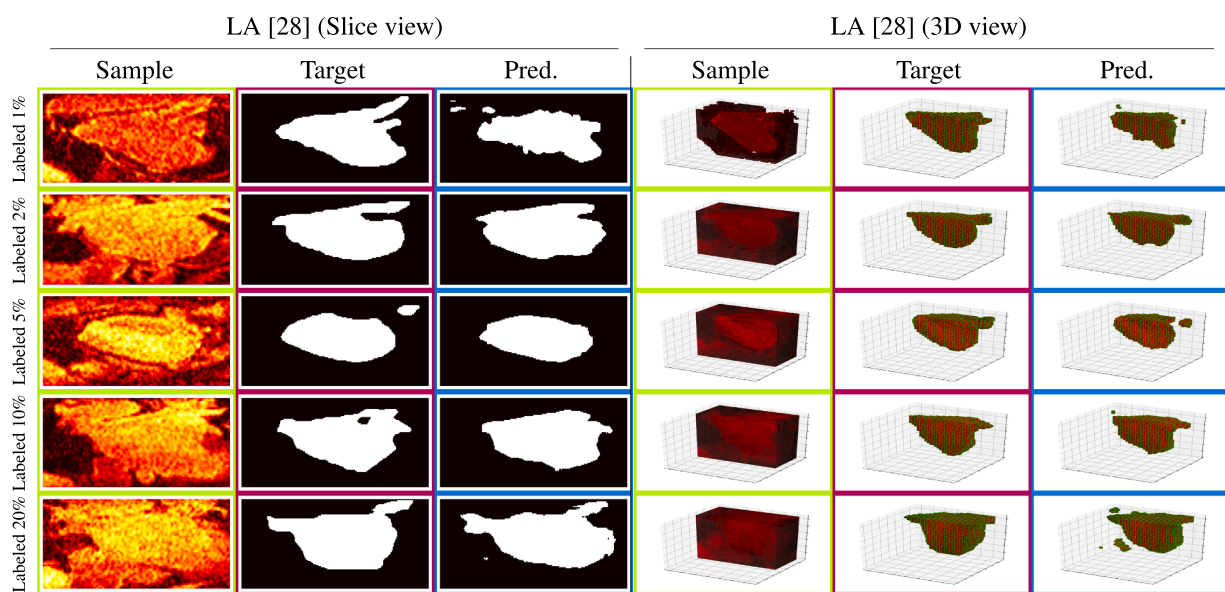 LA [28] (Slice view)
LA [28] (3D view)
Sample
Target
Pred.
Sample
Target
Pred.
Labeled 1%
Labeled 2%
Labeled 5%
Labeled 10%
Labeled 20%